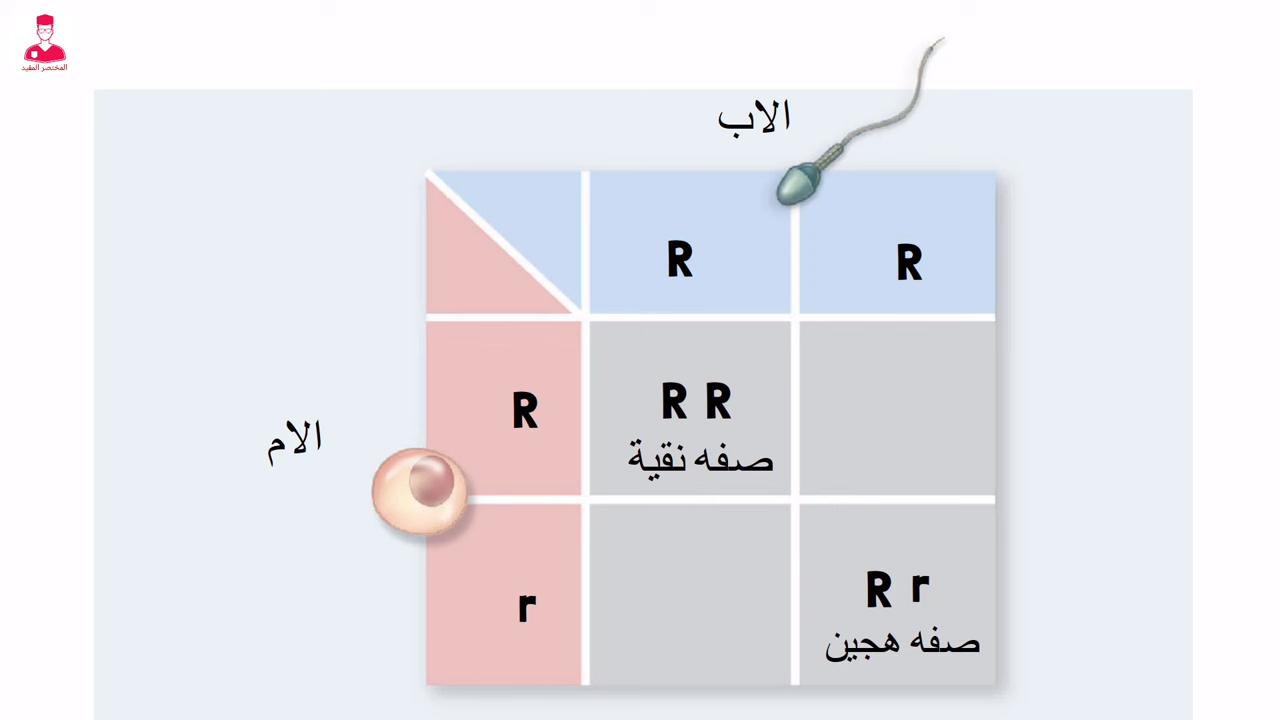 المختصر المفيد
الاب
R R
R
R R
صفه نقية
الام
r
R r
صفه هجين